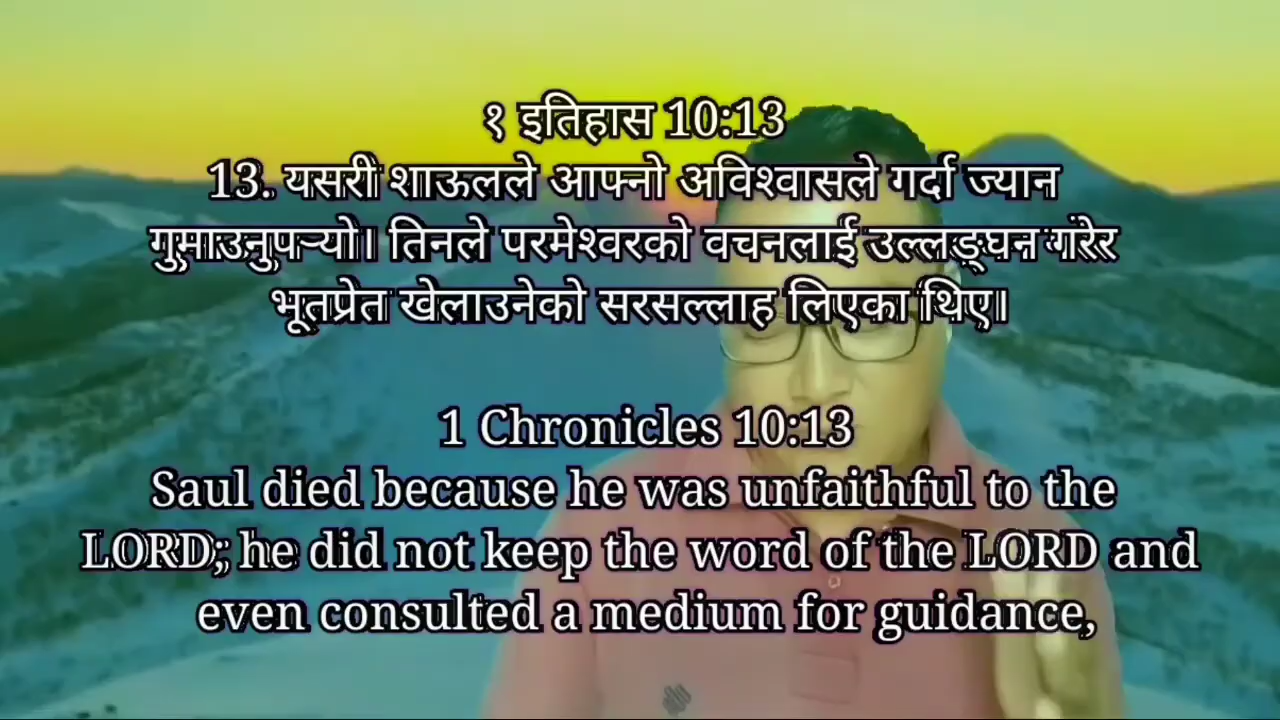 १ इतिहास 10:13
13. यसरी शाऊलले आफ्नो अविश्वासले गर्दा ज्यान
गुमाउनुपर्‍यो। तिनले परमेश्वरको वचनलाई उल्लङ्घन गरेर
भूतप्रेत खेलाउनेको सरसल्लाह लिएका थिए।
1 Chronicles 10:13
Saul died because he was unfaithful to the
LORD; he did not keep the word of the LORD and
even consulted a medium for guidance,